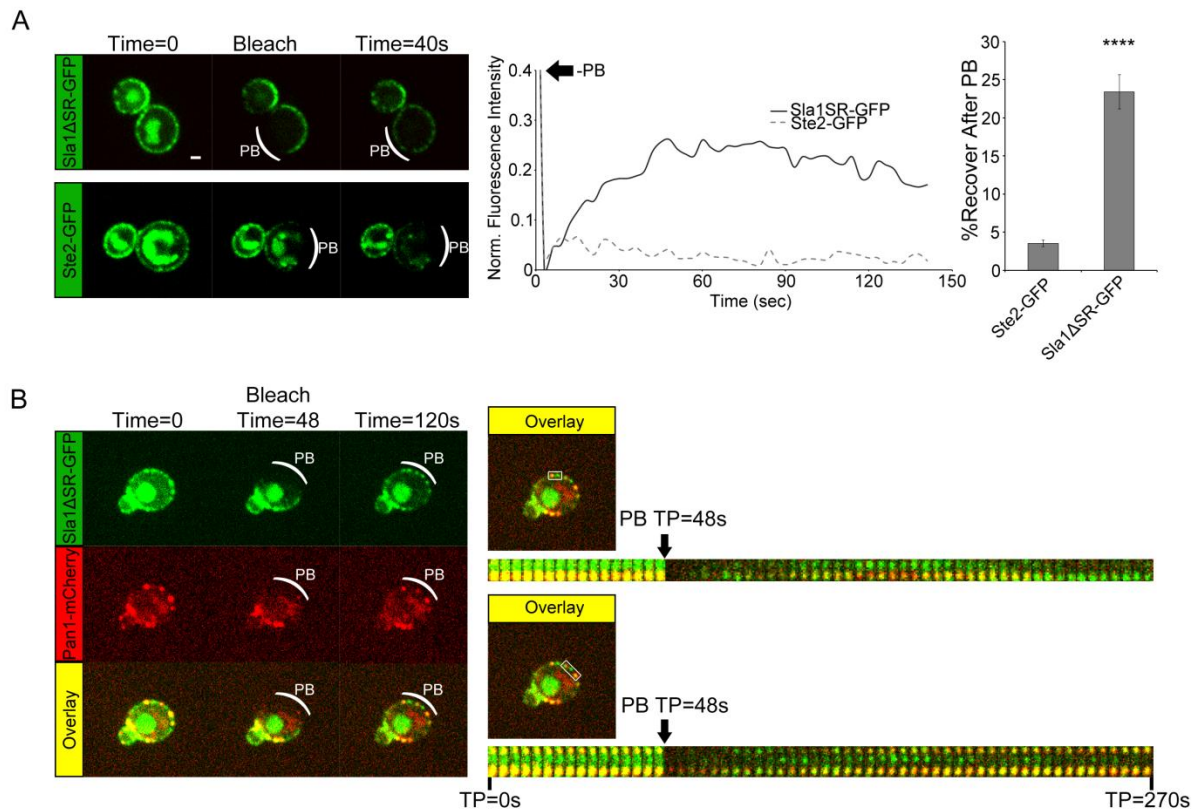 A
Time=0 Bleach Time=40s
Sla1ΔSR-GFP
PB PB
Ste2-GFP
PB PB
Norm. Fluorescence Intensity
0.4
0.3
0.2
0.1
0
-PB
Sla1SR-GFP
Ste2-GFP
0 30 60 90 120 150
Time (sec)
%Recover After PB
30
25
20
15
10
5
0
****
Ste2-GFP
Sla1ΔSR-GFP
B
Bleach
Time=0 Time=48 Time=120s
Sla1ΔSR-GFP
PB PB
Pan1-mCherry
PB PB
Overlay
PB PB
Overlay
PB TP=48s
Overlay
PB TP=48s
TP=0s TP=270s